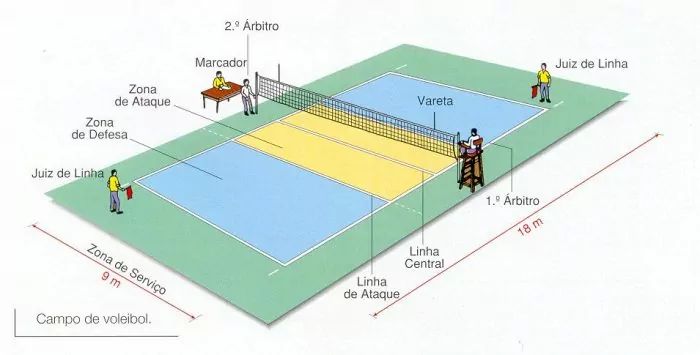 2.º Árbitro
Marcador
Juiz de Linha
Zona
de Ataque
Vareta
Zona
de Defesa
Juiz de Linha
1.º Árbitro
18 m
Linha
Central
Zona de Serviço
9 m
Linha
de Ataque
Campo de voleibol.